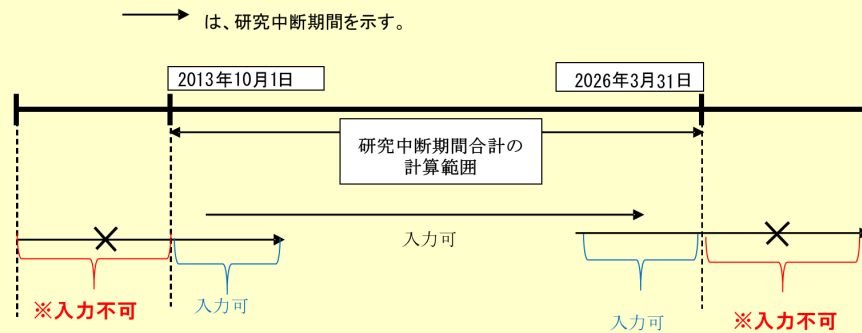 は、研究中断期間を示す。
2013年10月1日
2026年3月31日
研究中断期間合計の
計算範囲
入力可
※入力不可
入力可
入力可
※入力不可